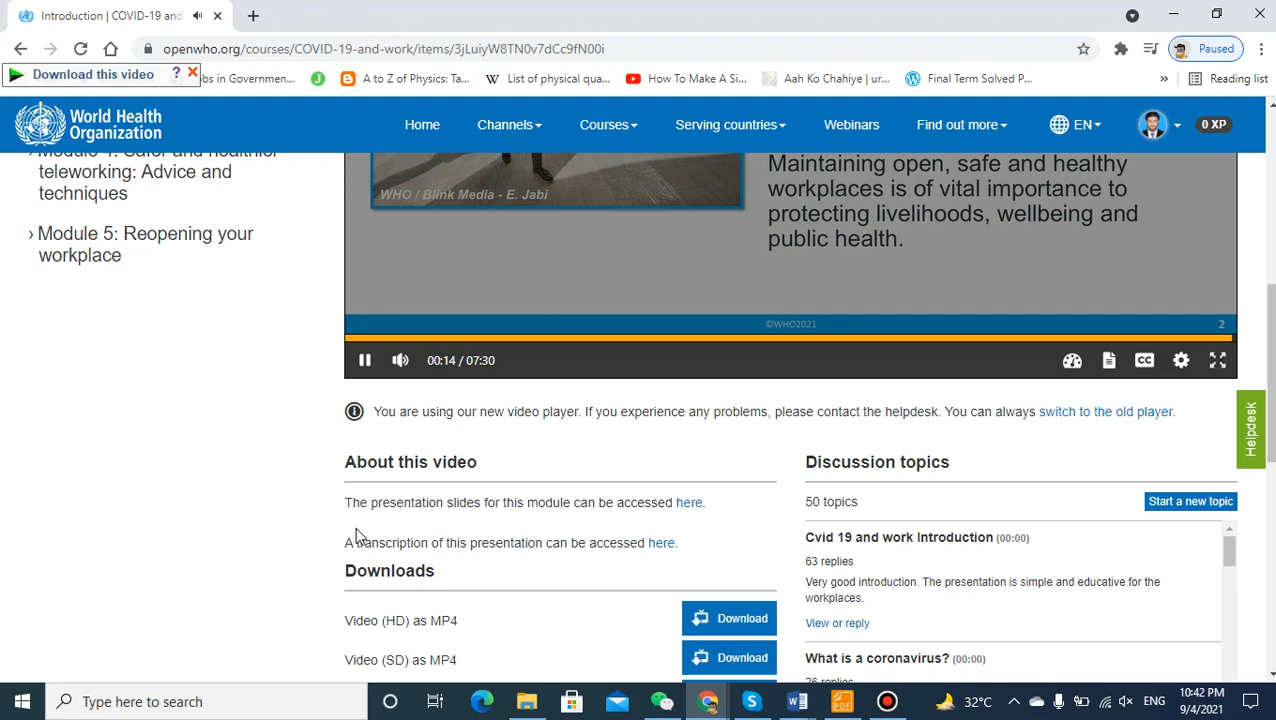 Introduction | COVID-19 and
openwho.org/courses/COVID-19-and-work/items/3jLuiyW8TN0v7dCc9fN00i
Paused
Download this video ? ×
bs in Governmen...
J
A to Z of Physics: Ta...
W List of physical qua...
How To Make A Si...
Aah Ko Chahiye | ur...
Final Term Solved P...
»
Reading list
World Health
Organization
Home
Channels
Courses
Serving countries
Webinars
Find out more
EN
0 XP
teleworking: Advice and
techniques
› Module 5: Reopening your
workplace
WHO / Blink Media - E. Jabi
Maintaining open, safe and healthy
workplaces is of vital importance to
protecting livelihoods, wellbeing and
public health.
©WHO2021
2
00:14 / 07:30
CC
You are using our new video player. If you experience any problems, please contact the helpdesk. You can always switch to the old player.
Helpdesk
About this video
The presentation slides for this module can be accessed here.
A transcription of this presentation can be accessed here.
Downloads
Video (HD) as MP4
Download
Video (SD) as MP4
Download
Discussion topics
50 topics
Start a new topic
Cvid 19 and work Introduction (00:00)
63 replies
Very good introduction. The presentation is simple and educative for the
workplaces.
View or reply
What is a coronavirus? (00:00)
Type here to search
PDF
32°C
ENG
10:42 PM
9/4/2021